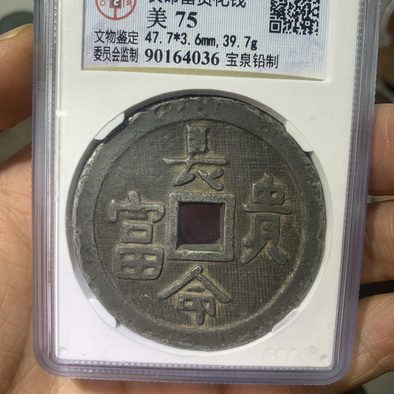 美 75
文物鉴定 47.7*3.6mm,39.7g
委员会监制 90164036 宝泉铅制
長
富 貴
命